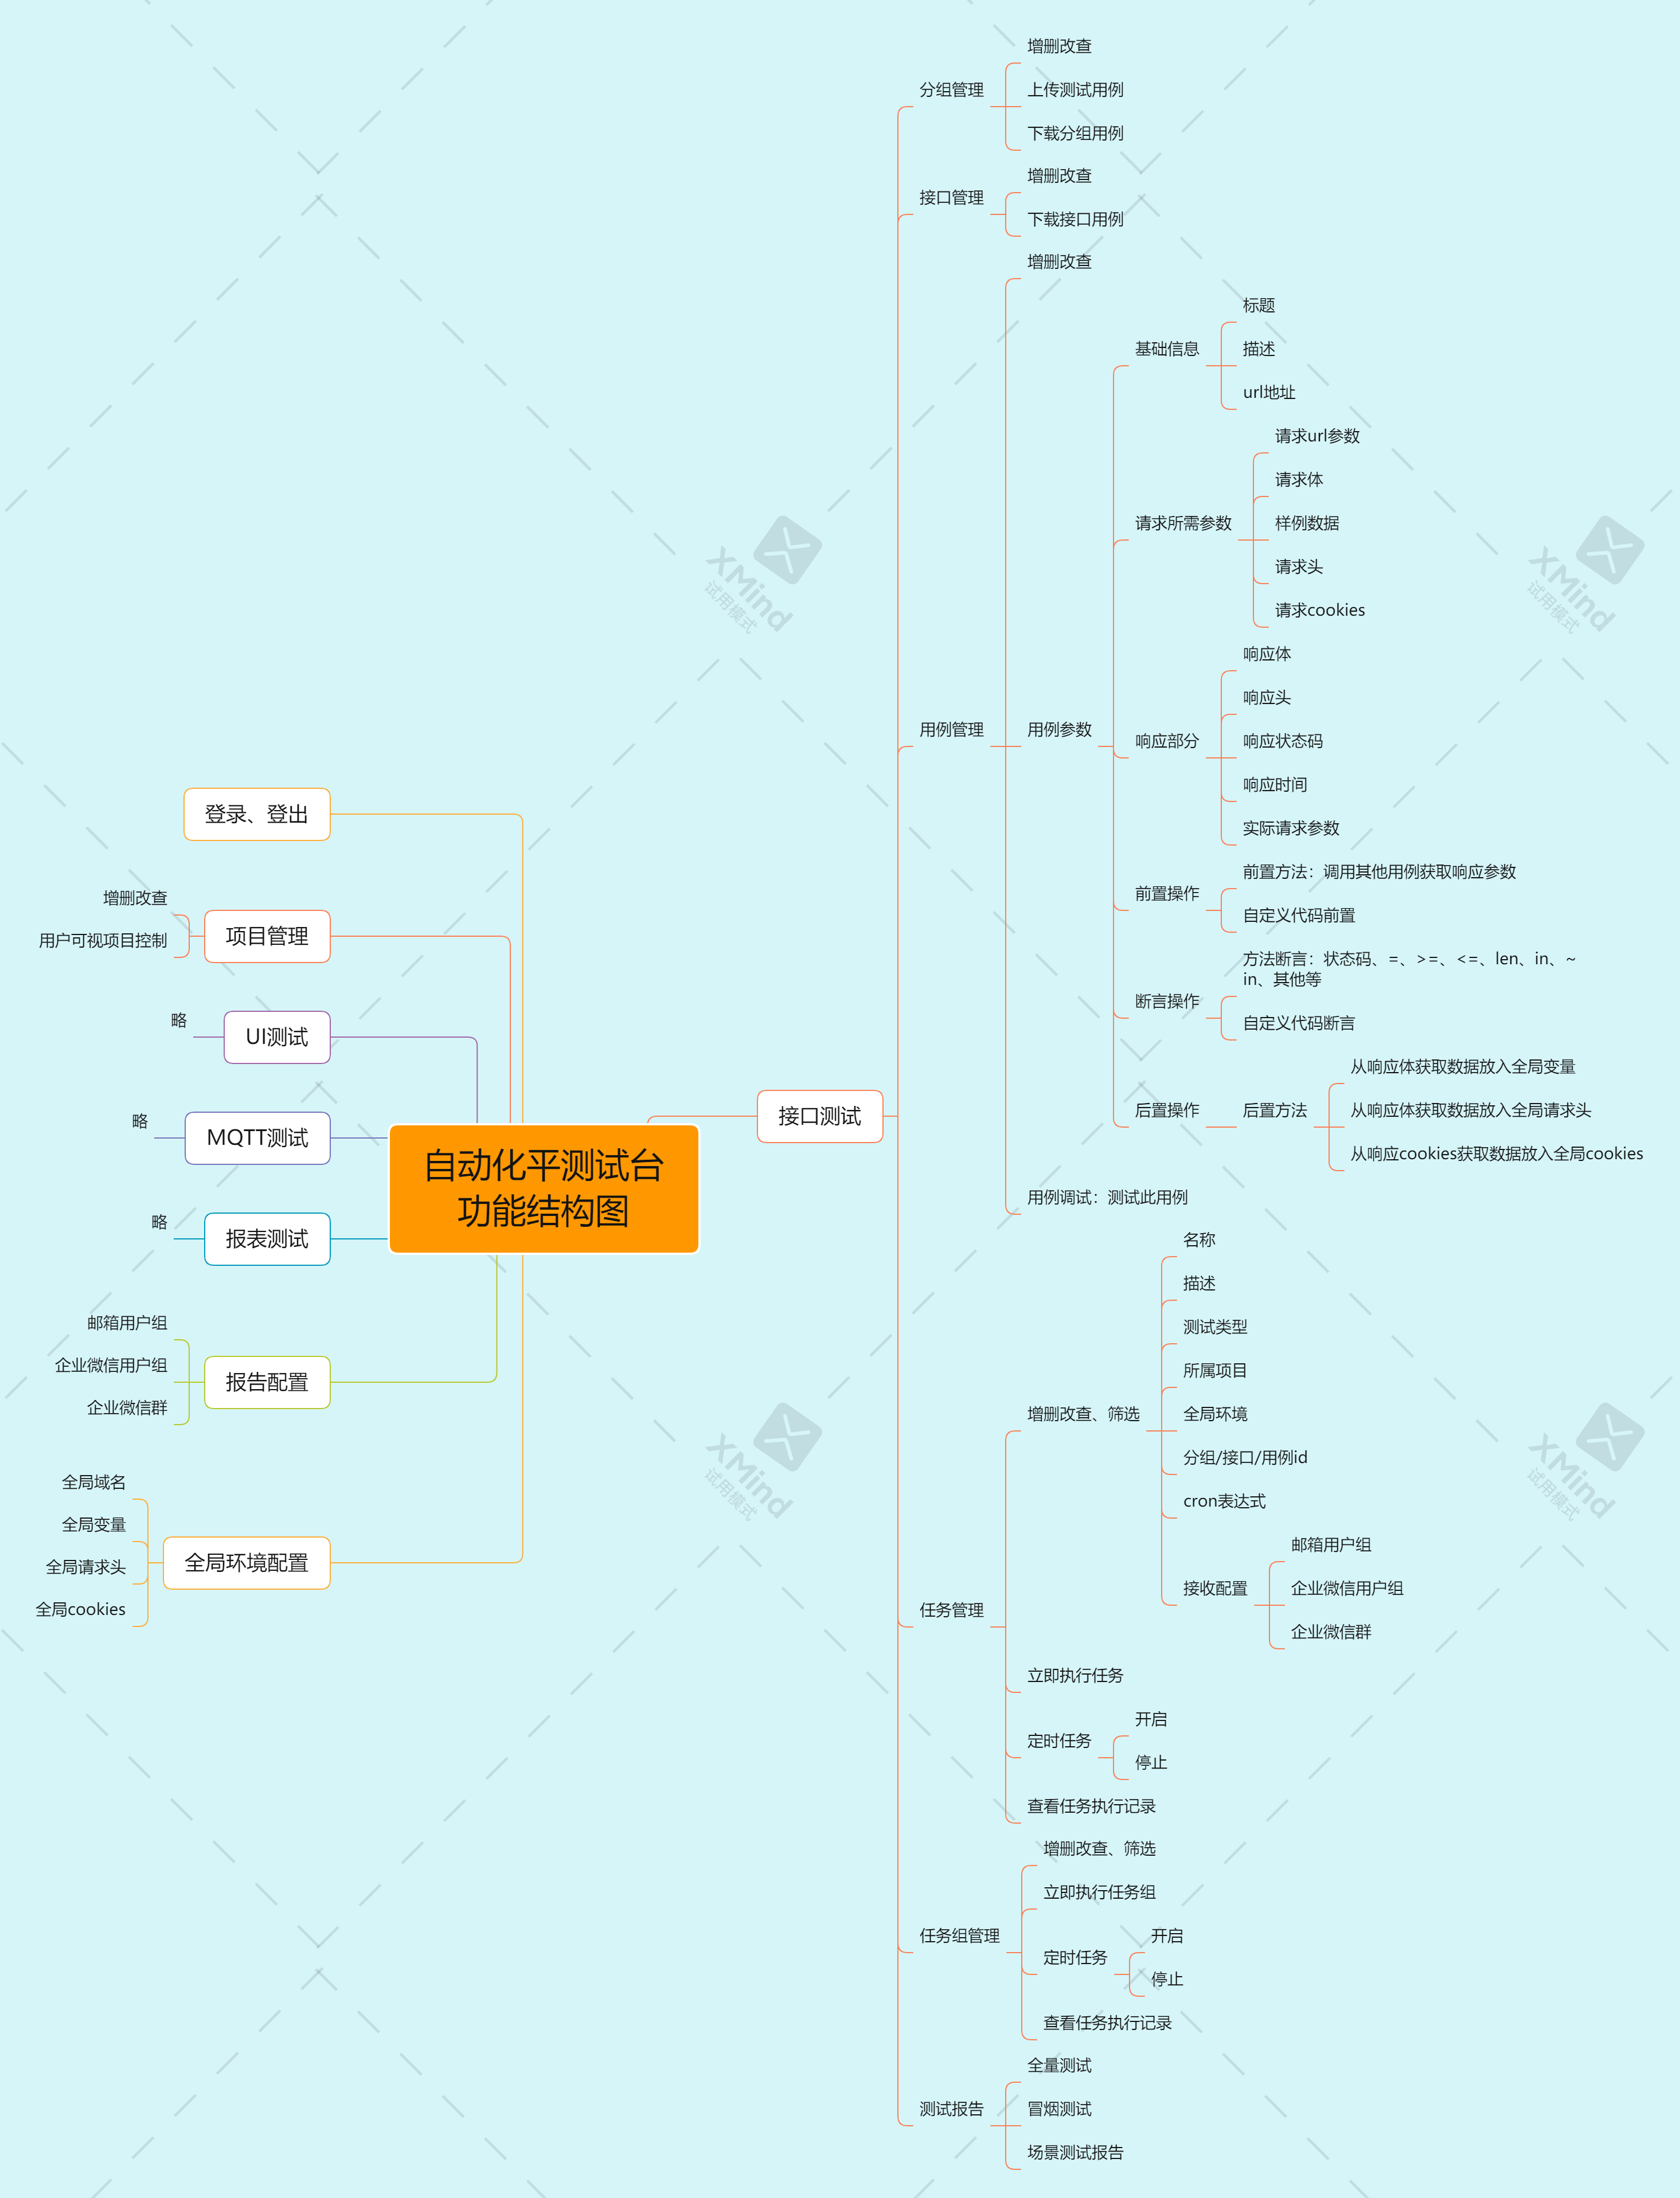 自动化平测试台
功能结构图
接口测试
分组管理
增删改查
上传测试用例
下载分组用例
接口管理
增删改查
下载接口用例
用例管理
增删改查
用例参数
基础信息
标题
描述
url地址
请求所需参数
请求url参数
请求体
样例数据
请求头
请求cookies
响应部分
响应体
响应头
响应状态码
响应时间
实际请求参数
前置操作
前置方法：调用其他用例获取响应参数
自定义代码前置
断言操作
方法断言：状态码、=、>=、<=、len、in、~
in、其他等
自定义代码断言
后置操作
后置方法
从响应体获取数据放入全局变量
从响应体获取数据放入全局请求头
从响应cookies获取数据放入全局cookies
用例调试：测试此用例
任务管理
增删改查、筛选
名称
描述
测试类型
所属项目
全局环境
分组/接口/用例id
cron表达式
接收配置
邮箱用户组
企业微信用户组
企业微信群
立即执行任务
定时任务
开启
停止
查看任务执行记录
任务组管理
增删改查、筛选
立即执行任务组
定时任务
开启
停止
查看任务执行记录
测试报告
全量测试
冒烟测试
场景测试报告
登录、登出
项目管理
增删改查
用户可视项目控制
UI测试
略
MQTT测试
略
报表测试
略
报告配置
邮箱用户组
企业微信用户组
企业微信群
全局环境配置
全局域名
全局变量
全局请求头
全局cookies
XMind
试用模式
XMind
试用模式
XMind
试用模式
XMind
试用模式